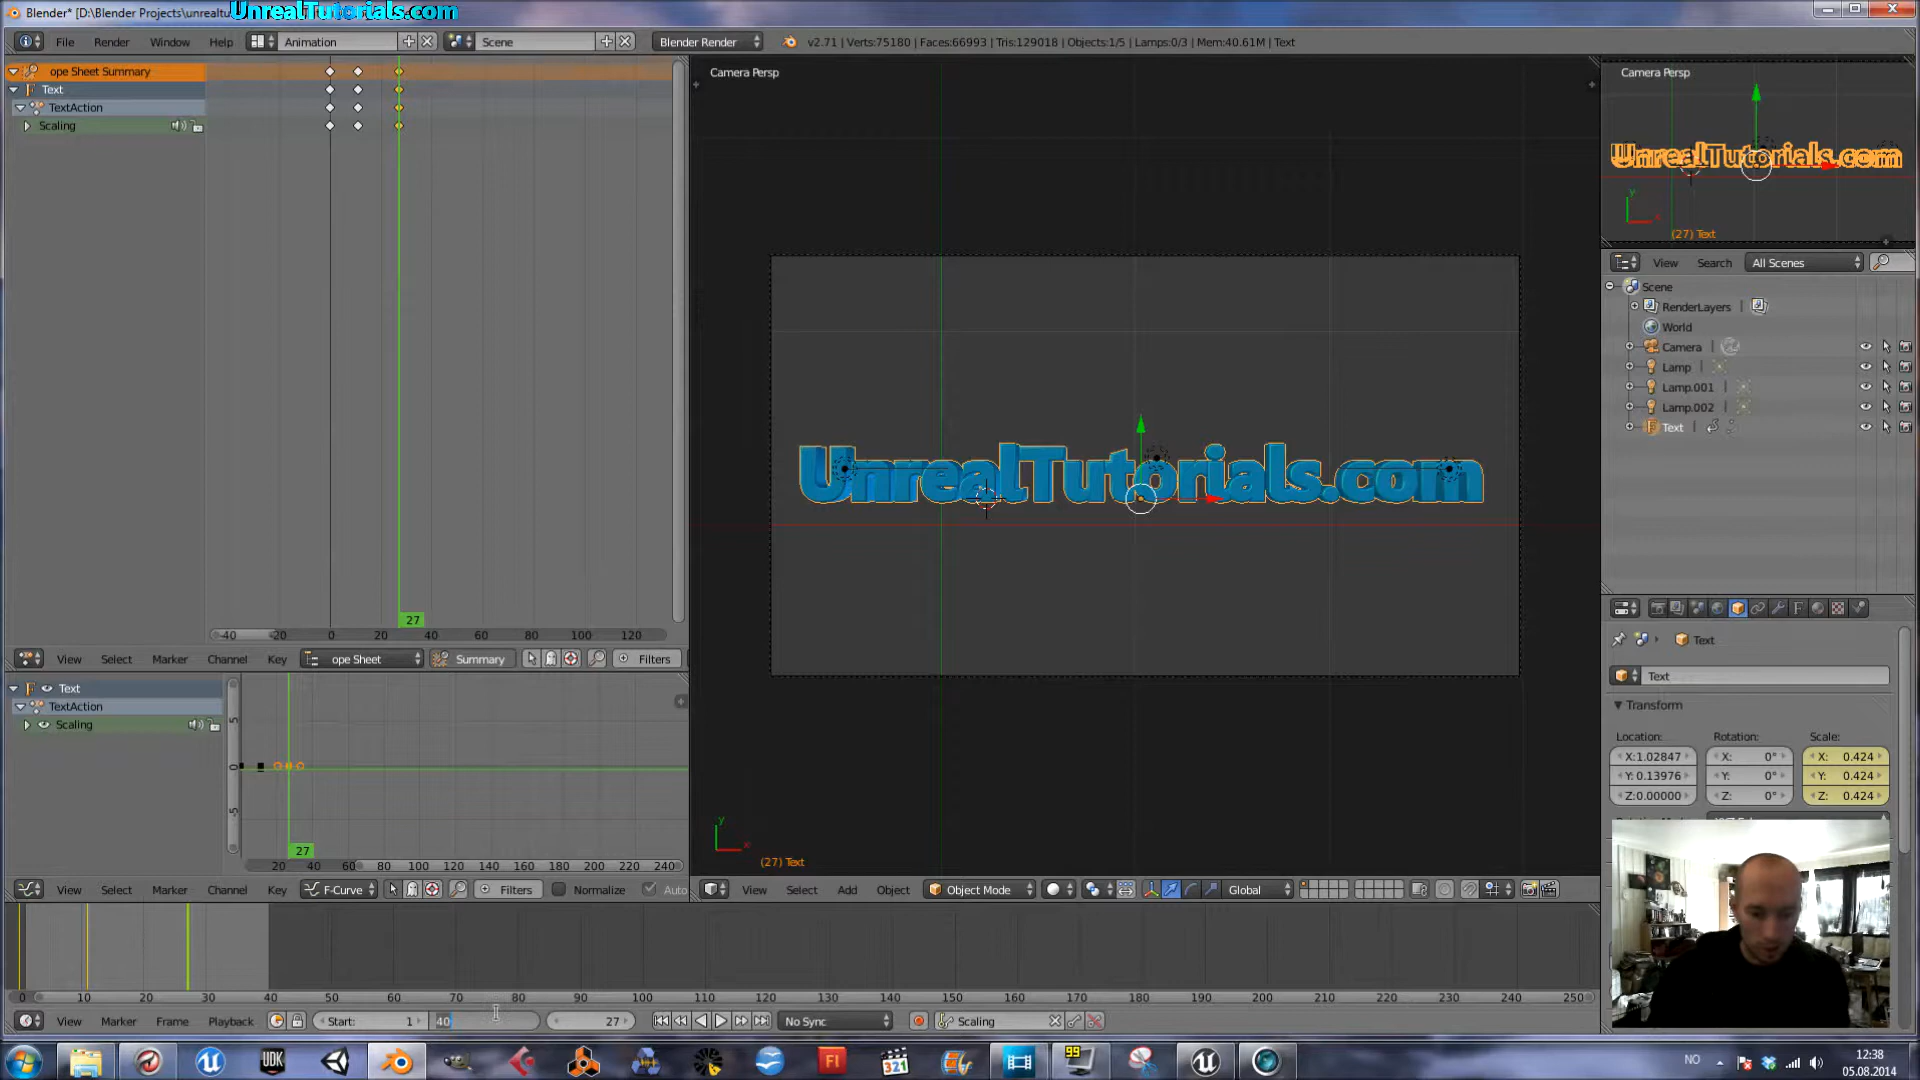 Blender* [D:\Blender Projects\unrealtu
UnrealTutorials.com
File Render Window Help Animation Scene Blender Render v2.71 | Verts:75180 | Faces:66993 | Tris:129018 | Objects:1/5 | Lamps:0/3 | Mem:40.61M | Text
ope Sheet Summary
Text
TextAction
Scaling
27
-40 -20 0 20 40 60 80 100 120
View Select Marker Channel Key ope Sheet Summary Filters
Text
TextAction
Scaling
5
0
-5
27
20 40 60 80 100 120 140 160 180 200 220 240
View Select Marker Channel Key F-Curve Filters Normalize Auto
Camera Persp
UnrealTutorials.com
y
x
(27) Text
View Select Add Object Object Mode Global
Camera Persp
UnrealTutorials.com
y
x
(27) Text
View Search All Scenes
Scene
RenderLayers
World
Camera
Lamp
Lamp.001
Lamp.002
Text
Text
Text
Transform
Location: Rotation: Scale:
X:1.02847 X: 0° X: 0.424
Y: 0.13976 Y: 0° Y: 0.424
Z:0.00000 Z: 0° Z: 0.424
0 10 20 30 40 50 60 70 80 90 100 110 120 130 140 150 160 170 180 190 200 210 220 230 240 250
View Marker Frame Playback Start: 1 40 27 No Sync Scaling
UDK
Fl
321
99
NO
12:38
05.08.2014